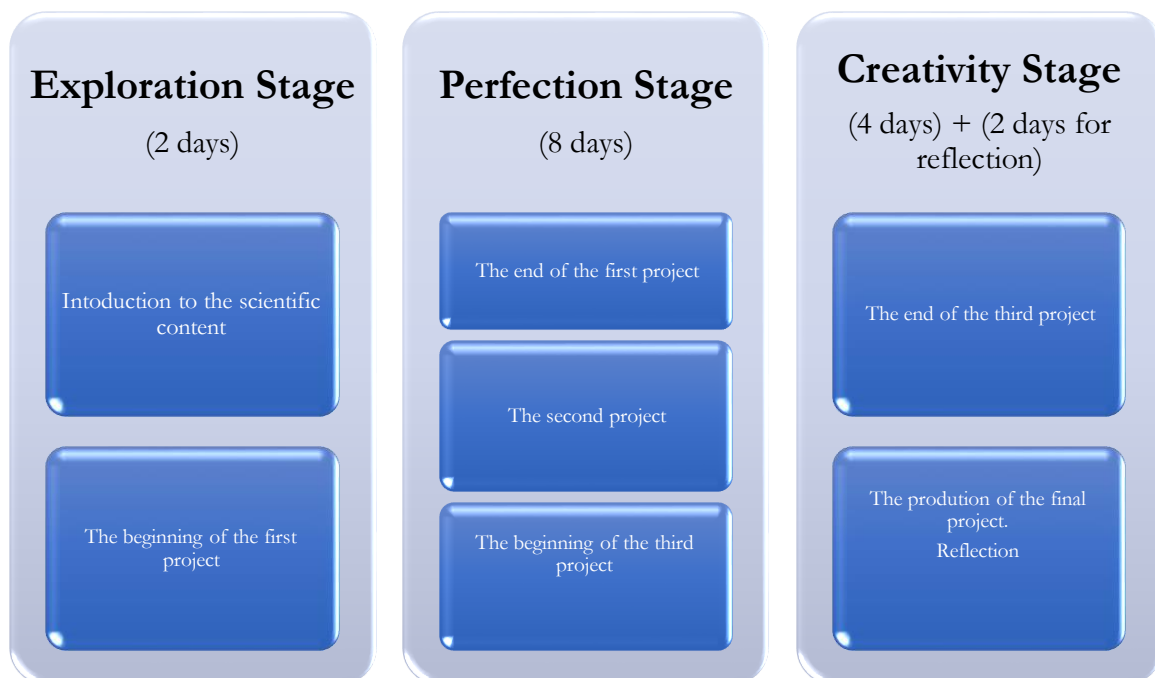 Exploration Stage
(2 days)
Intoduction to the scientific
content
The beginning of the first
project
Perfection Stage
(8 days)
The end of the first project
The second project
The beginning of the third
project
Creativity Stage
(4 days) + (2 days for
reflection)
The end of the third project
The prodution of the final
project.
Reflection